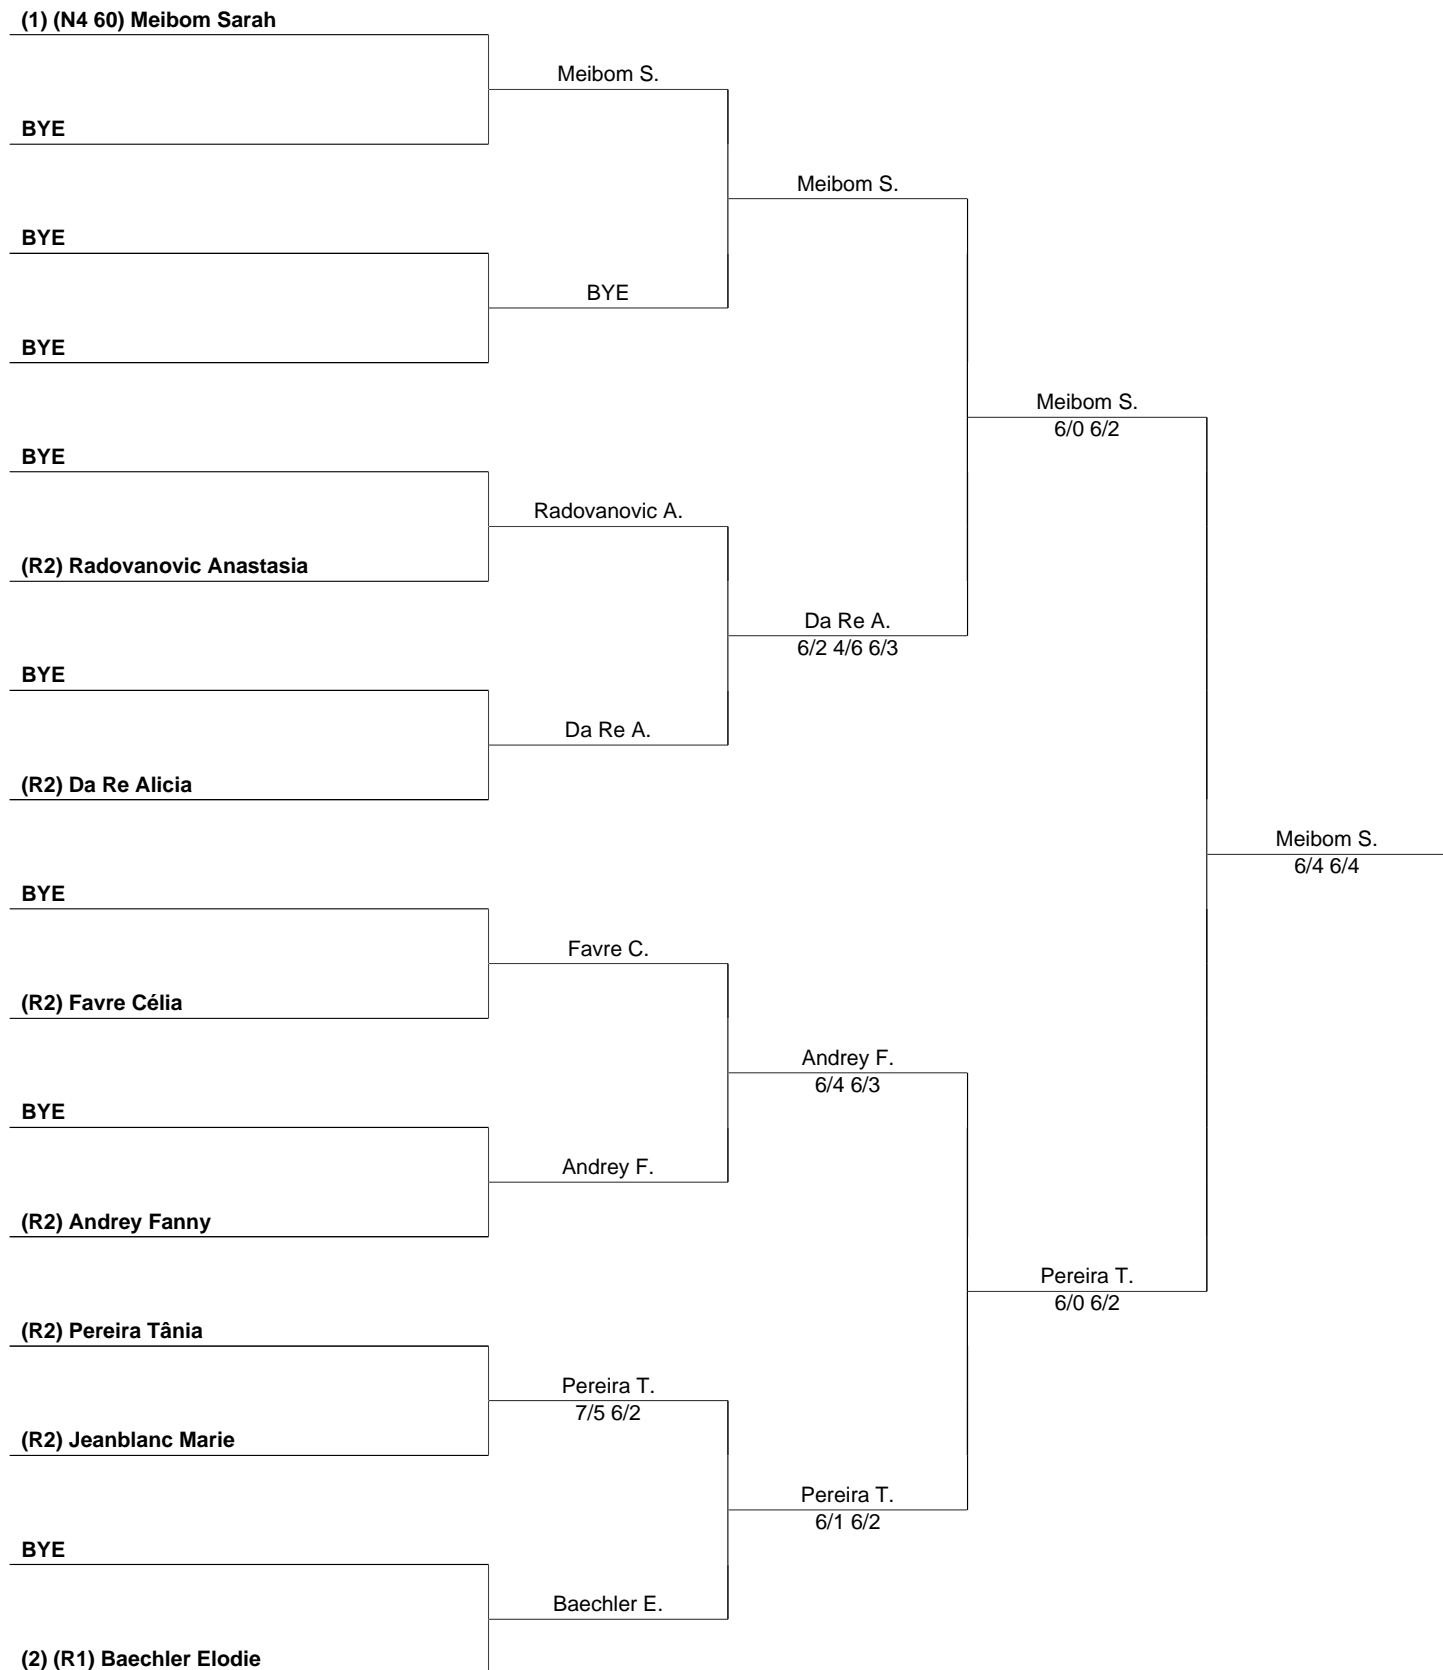 (1) (N4 60) Meibom Sarah
Meibom S.
BYE
Meibom S.
BYE
BYE
BYE
Meibom S.
6/0 6/2
BYE
Radovanovic A.
(R2) Radovanovic Anastasia
Da Re A.
6/2 4/6 6/3
BYE
Da Re A.
(R2) Da Re Alicia
Meibom S.
6/4 6/4
BYE
Favre C.
(R2) Favre Célia
Andrey F.
6/4 6/3
BYE
Andrey F.
(R2) Andrey Fanny
Pereira T.
6/0 6/2
(R2) Pereira Tânia
Pereira T.
7/5 6/2
(R2) Jeanblanc Marie
Pereira T.
6/1 6/2
BYE
Baechler E.
(2) (R1) Baechler Elodie